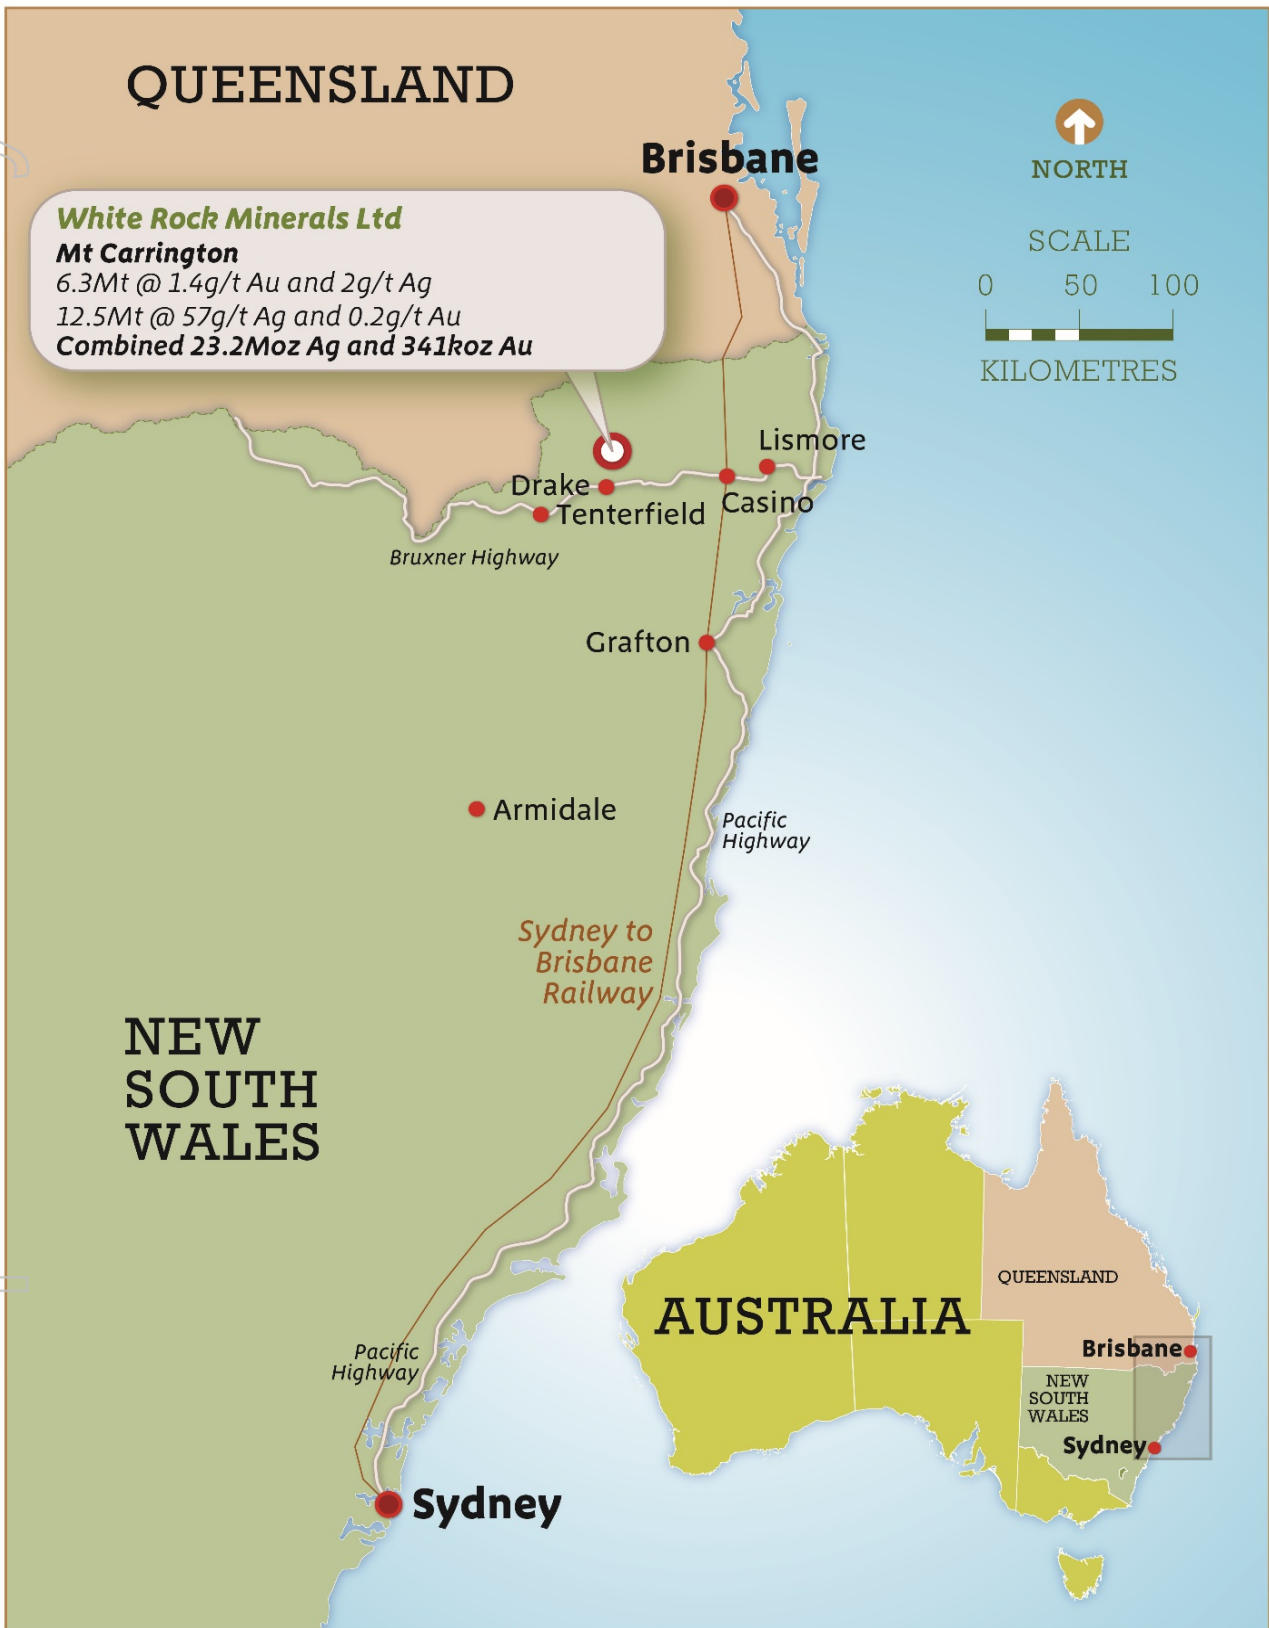 QUEENSLAND
Brisbane
NORTH
White Rock Minerals Ltd
Mt Carrington
6.3Mt @ 1.4g/t Au and 2g/t Ag
12.5Mt @ 57g/t Ag and 0.2g/t Au
Combined 23.2Moz Ag and 341koz Au
SCALE
0 50 100
KILOMETRES
Lismore
Drake
Casino
Tenterfield
Bruxner Highway
Grafton
Armidale
Pacific
Highway
Sydney to
Brisbane
Railway
NEW
SOUTH
WALES
Pacific
Highway
Sydney
AUSTRALIA
QUEENSLAND
Brisbane
NEW
SOUTH
WALES
Sydney